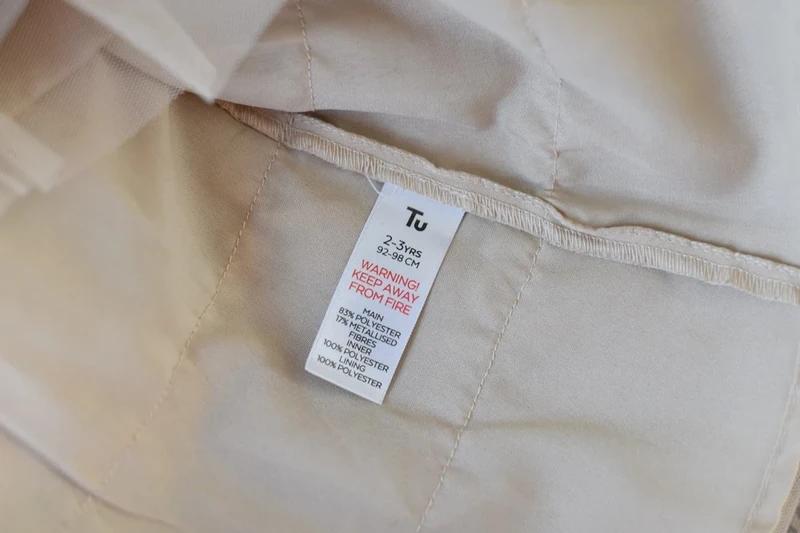 Tu
2-3YRS
92-98 CM
WARNING!
KEEP AWAY
FROM FIRE
MAIN
83% POLYESTER
17% METALLISED
FIBRES
INNER
100% POLYESTER
LINING
100% POLYESTER